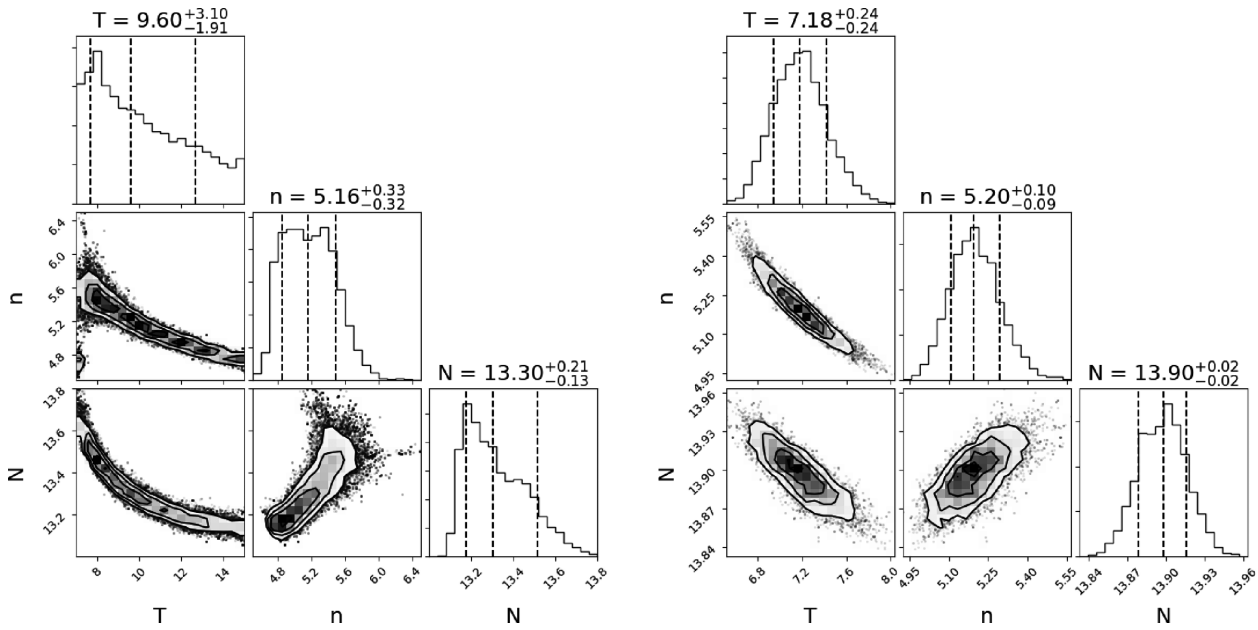 T = 9.60+3.10−1.91
T = 7.18+0.24−0.24
n = 5.16+0.33−0.32
n = 5.20+0.10−0.09
N = 13.30+0.21−0.13
N = 13.90+0.02−0.02
n
6.4
6.0
5.6
5.2
4.8
N
13.8
13.6
13.4
13.2
8 10 12 14
T
4.8 5.2 5.6 6.0 6.4
n
13.2 13.4 13.6 13.8
N
n
5.55
5.40
5.25
5.10
4.95
N
13.96
13.93
13.90
13.87
13.84
6.8 7.2 7.6 8.0
T
4.95 5.10 5.25 5.40 5.55
n
13.84 13.87 13.90 13.93 13.96
N